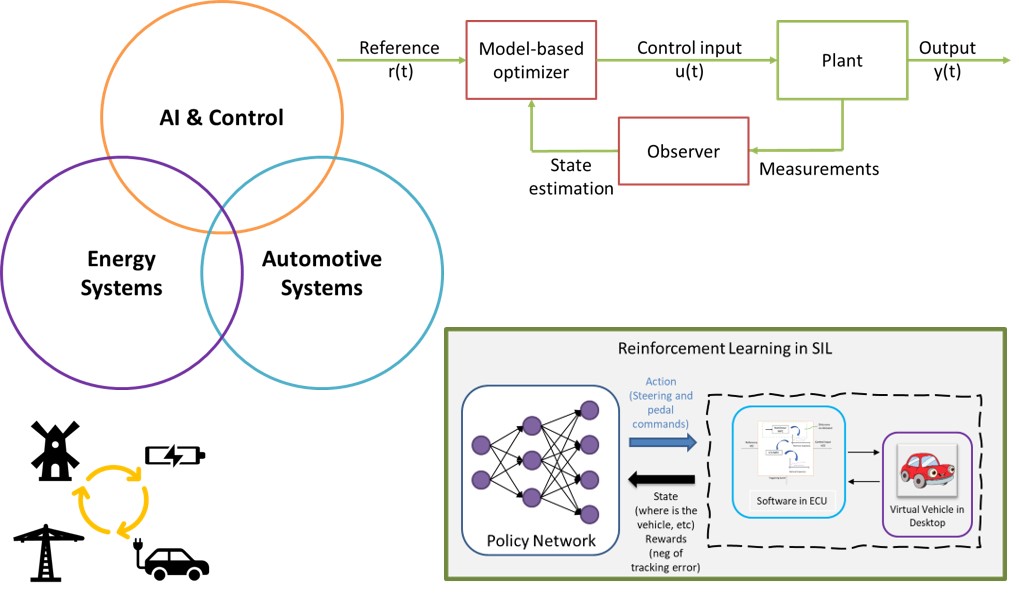 AI & Control
Energy
Systems
Automotive
Systems
Reference
r(t)
Model-based
optimizer
Control input
u(t)
Plant
Output
y(t)
Observer
State
estimation
Measurements
Reinforcement Learning in SIL
Policy Network
Action
(Steering and
pedal
commands)
State
(where is the
vehicle, etc)
Rewards
(neg of
tracking error)
Software in ECU
Virtual Vehicle in
Desktop